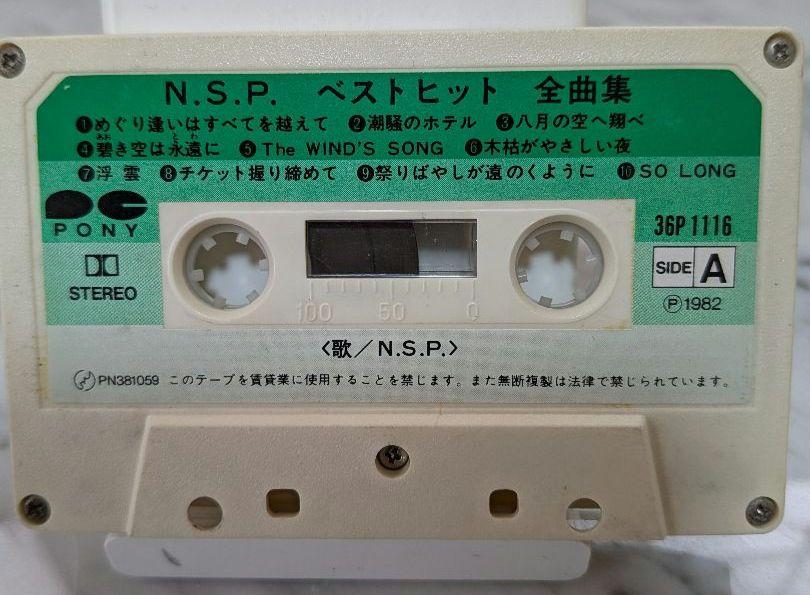 N.S.P. ベストヒット 全曲集
❶めぐり逢いはすべてを越えて ❷潮騒のホテル ❸八月の空へ翔べ
あお とわ
❹碧き空は永遠に ❺The WIND'S SONG ❻木枯がやさしい夜
❼浮雲 ❽チケット握り締めて ❾祭りばやしが遠のくように ❿SO LONG
PONY
36P1116
STEREO
SIDE A
Ⓟ1982
100 50 0
〈歌/N.S.P.〉
PN381059 このテープを賃貸業に使用することを禁じます。また無断複製は法律で禁じられています。